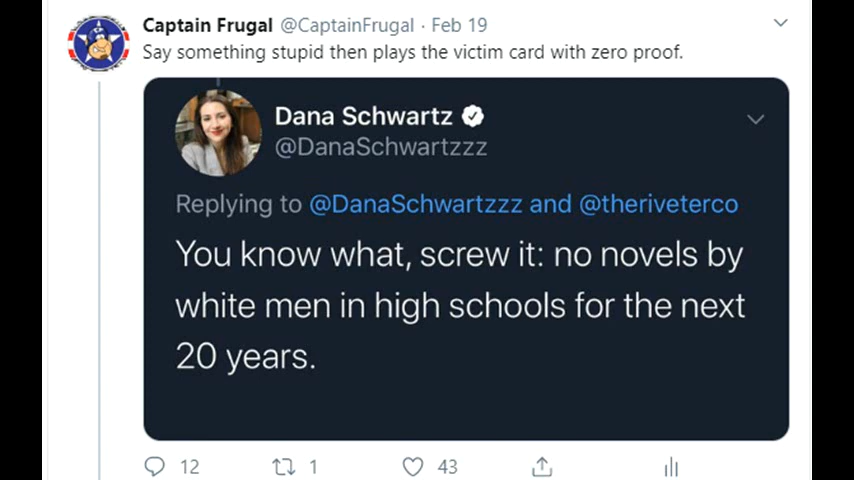 Captain Frugal @CaptainFrugal · Feb 19
Say something stupid then plays the victim card with zero proof.
Dana Schwartz
@DanaSchwartzzz
Replying to @DanaSchwartzzz and @theriveterco
You know what, screw it: no novels by
white men in high schools for the next
20 years.
12 1 43